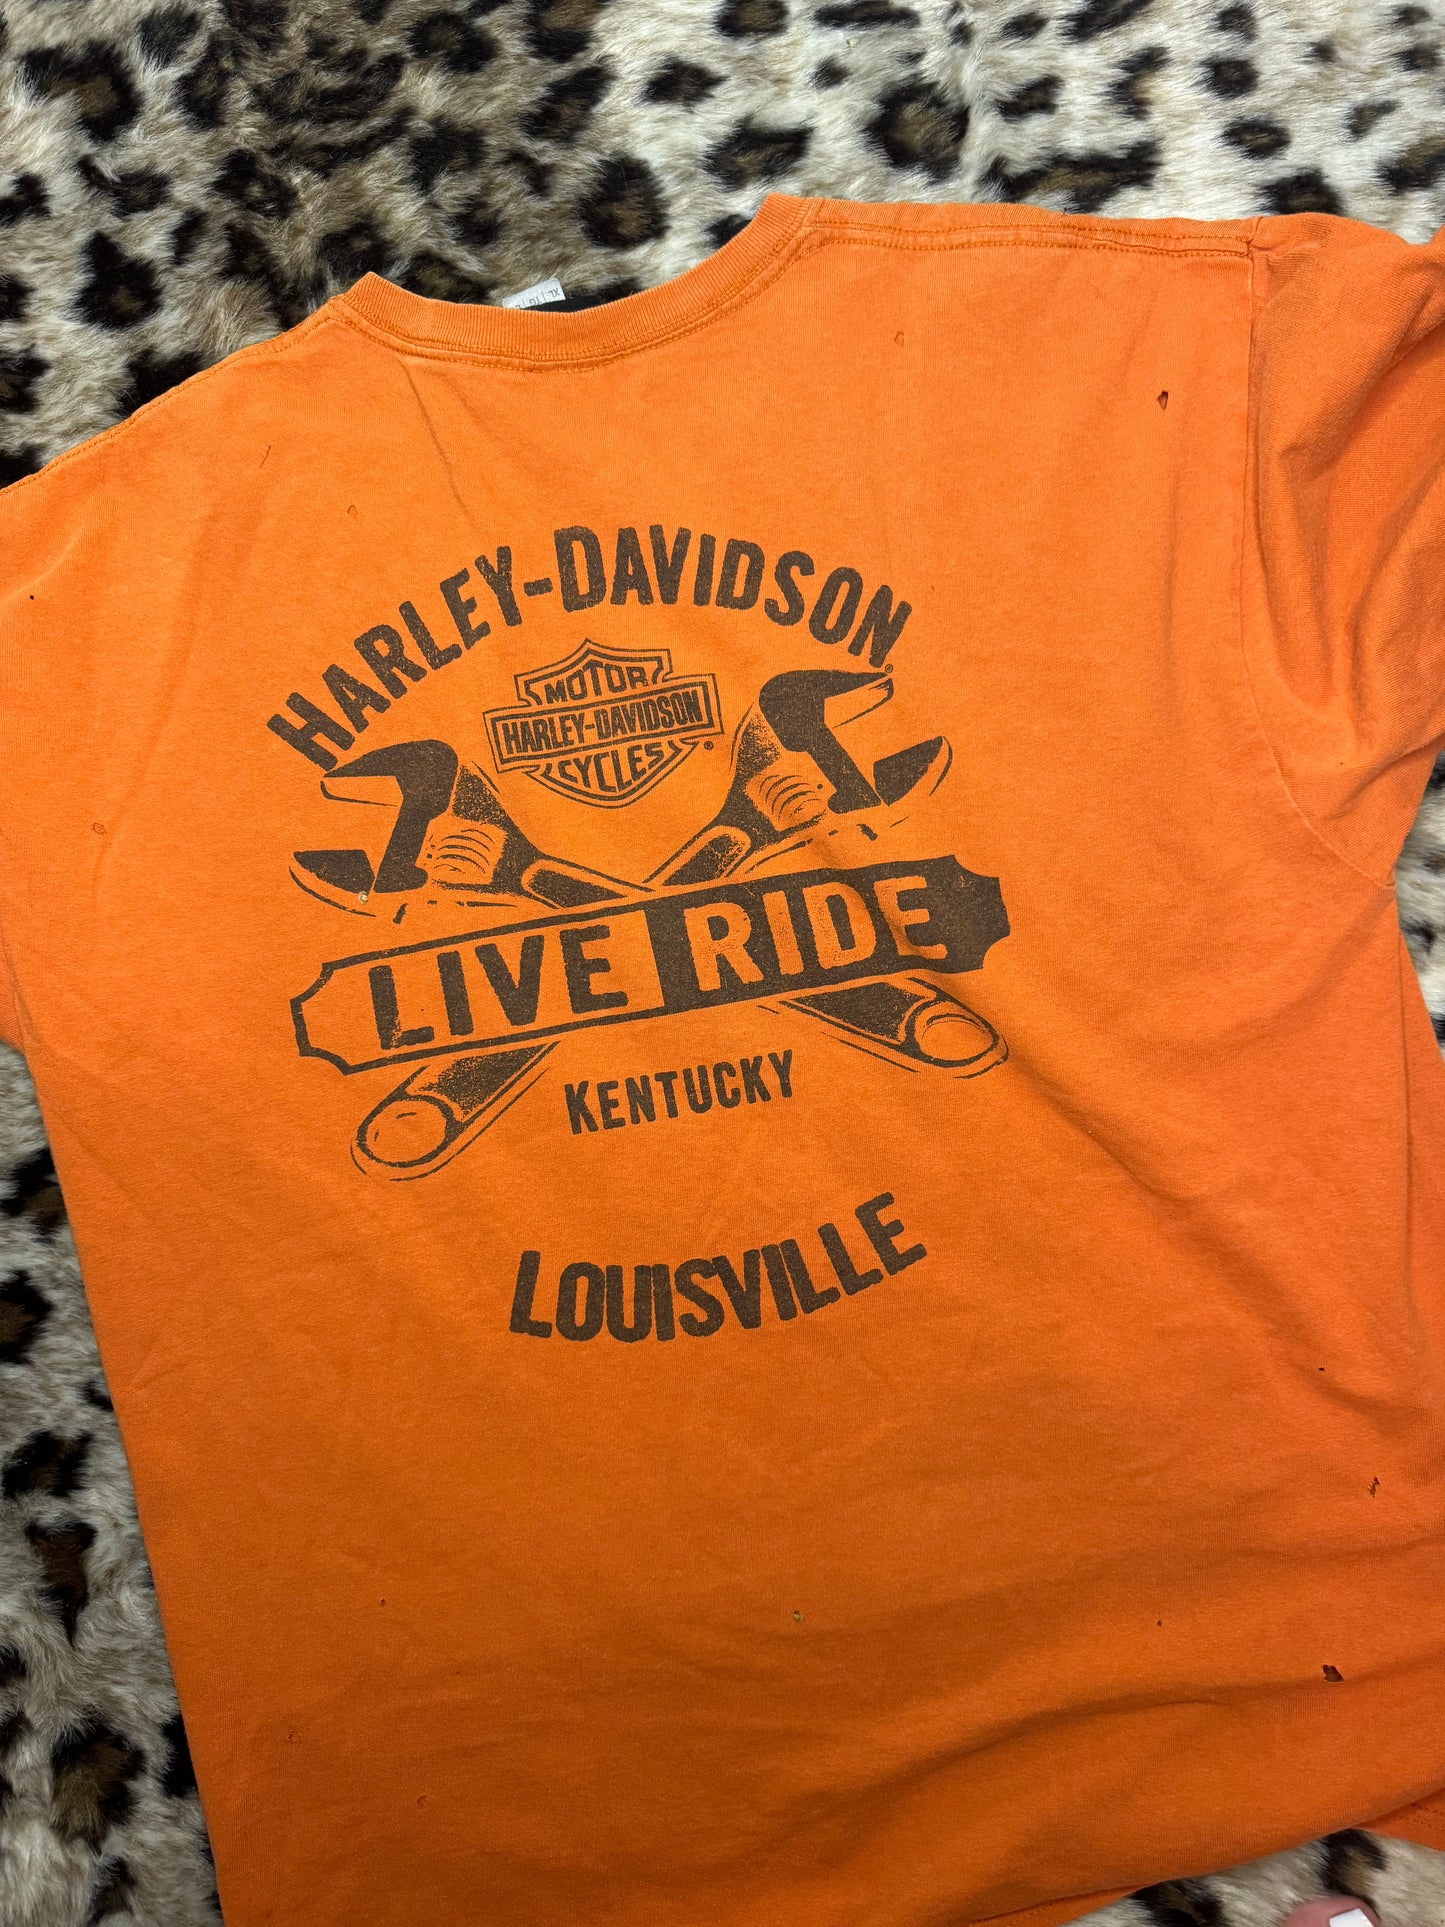 HARLEY-DAVIDSON®
MOTOR
HARLEY-DAVIDSON
CYCLES®
LIVE RIDE
KENTUCKY
LOUISVILLE